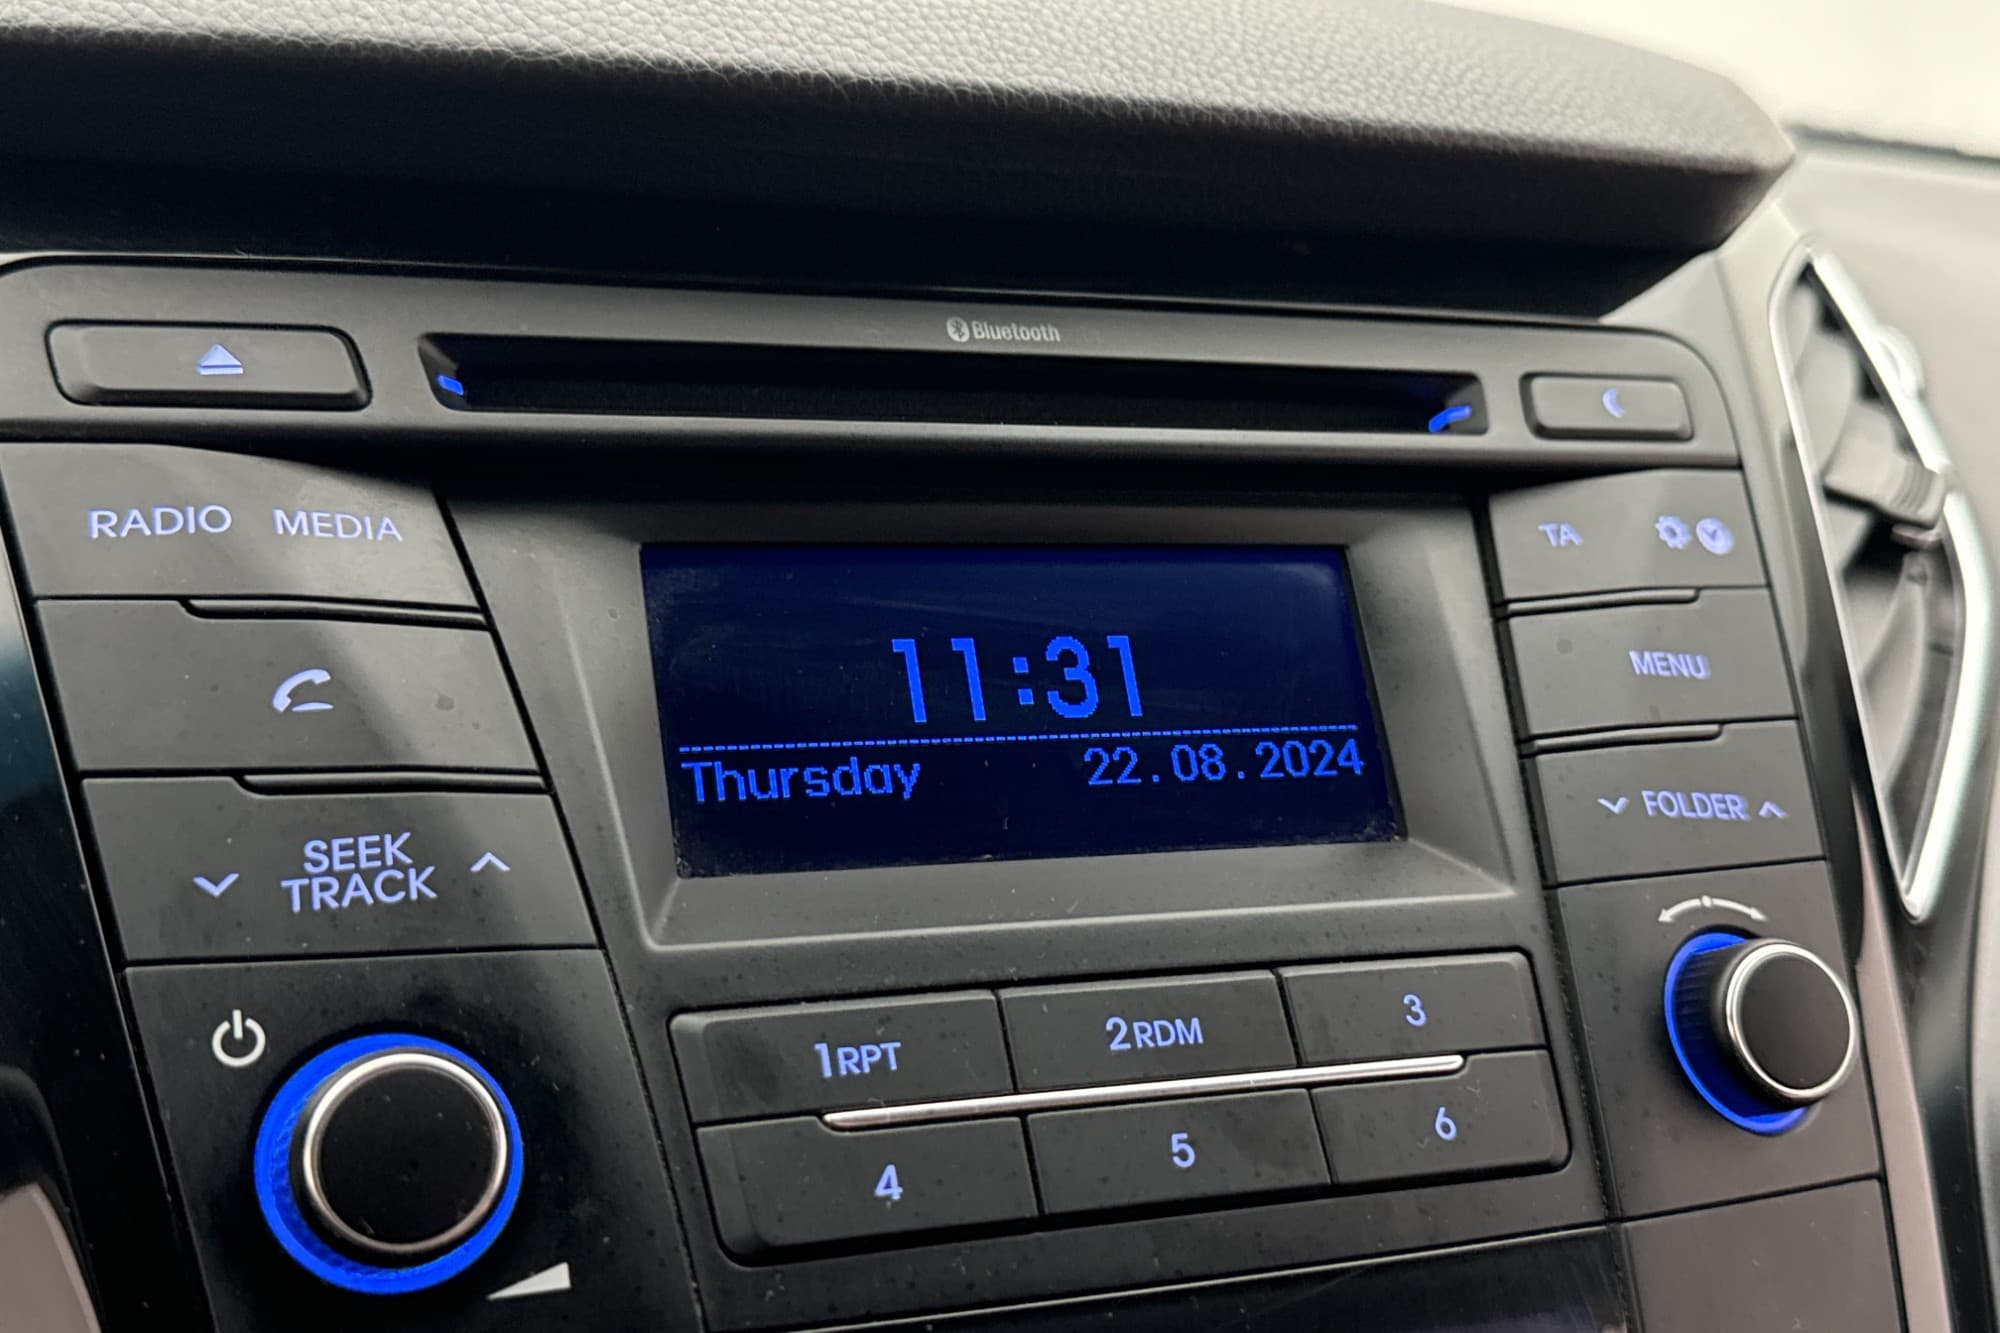 Bluetooth
RADIO MEDIA
TA
11:31
MENU
Thursday 22.08.2024
FOLDER
SEEK
TRACK
1RPT 2RDM 3
4 5 6